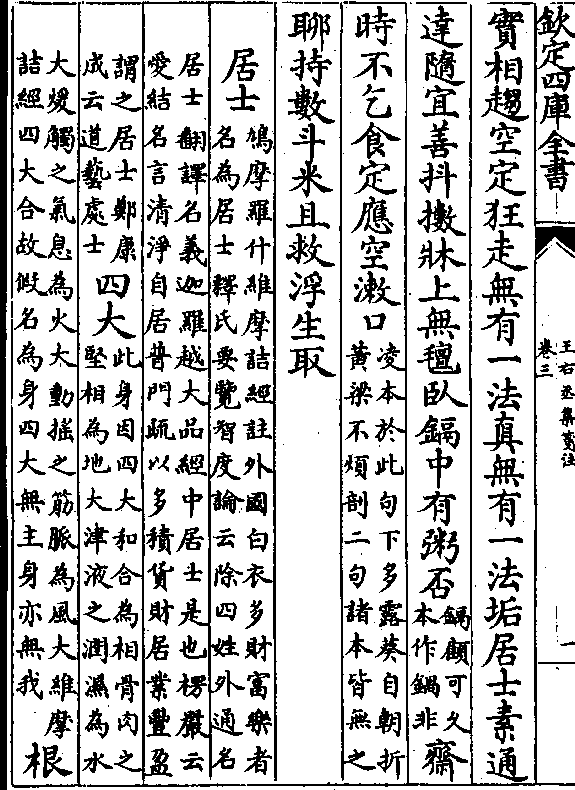 欽定四庫全書
王右丞集箋注
卷三
一
實相趨空定狂走無有一法真無有一法垢居士素通
達隨宜善抖擻牀上無氊臥鎘中有粥否
鎘顧可久
本作鍋非
齋
時不乞食定應空漱口
凌本於此句下多露葵自朝折
黄梁不煩剖二句諸本皆無之
聊持數斗米且救浮生取
居士
鳩摩羅什維摩詰經註外國白衣多財富樂者
名為居士釋氏要覽智度論云除四姓外通名
居士翻譯名義迦羅越大品經中居士是也楞嚴云
愛結名言清淨自居普門疏以多積貨財居業豐盈
謂之居士鄭康
成云道藝處士
四大
此身因四大和合為相骨肉之
堅相為地大津液之潤濕為水
大煖觸之氣息為火大動搖之筋脈為風大維摩
詰經四大合故假名為身四大無主身亦無我
根